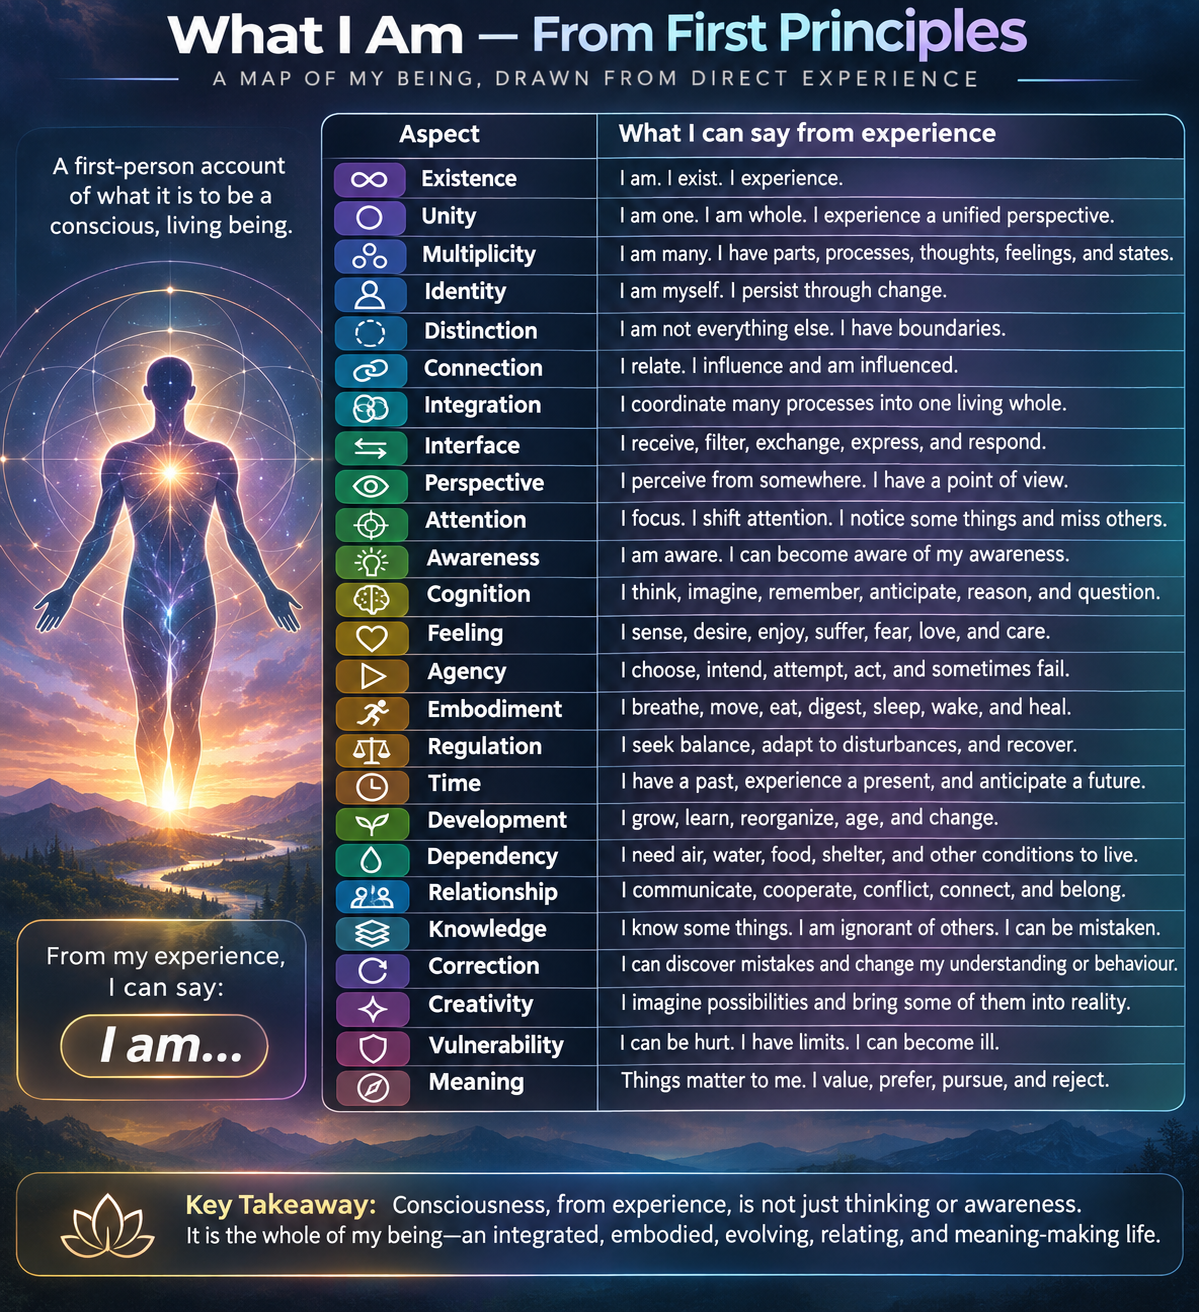 What I Am — From First Principles
A MAP OF MY BEING, DRAWN FROM DIRECT EXPERIENCE
A first-person account
of what it is to be a
conscious, living being.
Aspect What I can say from experience
Existence I am. I exist. I experience.
Unity I am one. I am whole. I experience a unified perspective.
Multiplicity I am many. I have parts, processes, thoughts, feelings, and states.
Identity I am myself. I persist through change.
Distinction I am not everything else. I have boundaries.
Connection I relate. I influence and am influenced.
Integration I coordinate many processes into one living whole.
Interface I receive, filter, exchange, express, and respond.
Perspective I perceive from somewhere. I have a point of view.
Attention I focus. I shift attention. I notice some things and miss others.
Awareness I am aware. I can become aware of my awareness.
Cognition I think, imagine, remember, anticipate, reason, and question.
Feeling I sense, desire, enjoy, suffer, fear, love, and care.
Agency I choose, intend, attempt, act, and sometimes fail.
Embodiment I breathe, move, eat, digest, sleep, wake, and heal.
Regulation I seek balance, adapt to disturbances, and recover.
Time I have a past, experience a present, and anticipate a future.
Development I grow, learn, reorganize, age, and change.
Dependency I need air, water, food, shelter, and other conditions to live.
Relationship I communicate, cooperate, conflict, connect, and belong.
Knowledge I know some things. I am ignorant of others. I can be mistaken.
Correction I can discover mistakes and change my understanding or behaviour.
Creativity I imagine possibilities and bring some of them into reality.
Vulnerability I can be hurt. I have limits. I can become ill.
Meaning Things matter to me. I value, prefer, pursue, and reject.
From my experience,
I can say:
I am...
Key Takeaway: Consciousness, from experience, is not just thinking or awareness.
It is the whole of my being—an integrated, embodied, evolving, relating, and meaning-making life.